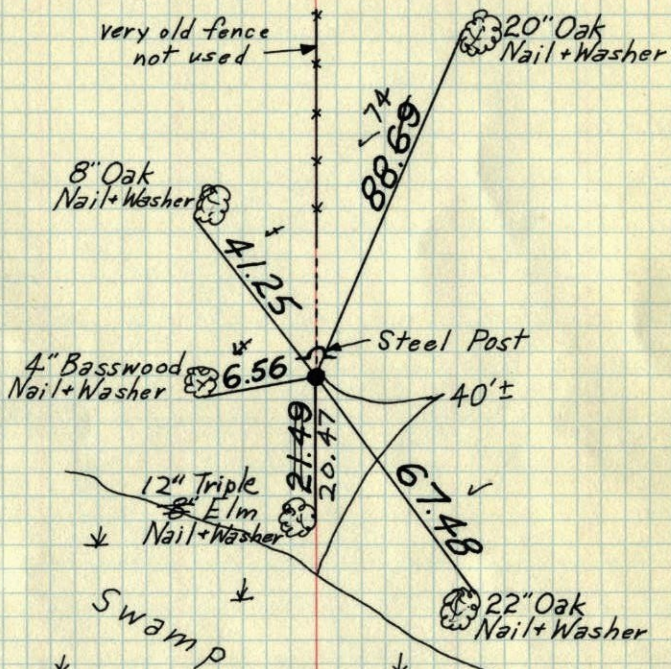 very old fence
not used
20" Oak
Nail+Washer
✓ 74
88.69
8" Oak
Nail+Washer
41.25
Steel Post
4" Basswood
Nail+Washer
6.56
40'±
21.49
20.47
12" Triple
8" Elm
Nail+Washer
67.48 ✓
22" Oak
Nail+Washer
Swamp